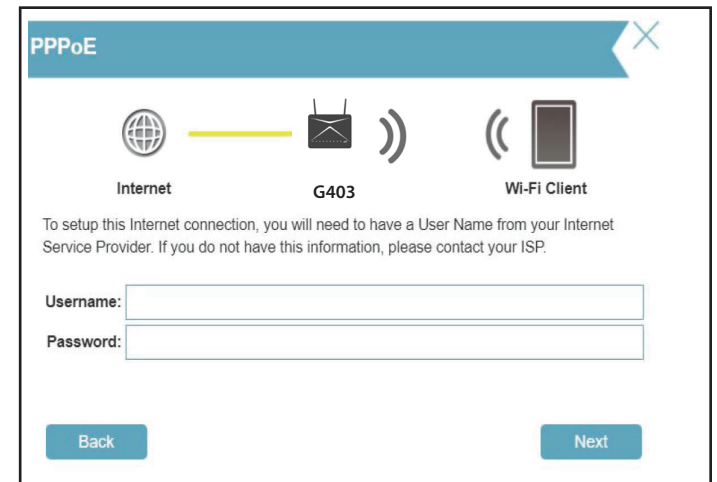 PPPoE
Internet
G403
Wi-Fi Client
To setup this Internet connection, you will need to have a User Name from your Internet
Service Provider. If you do not have this information, please contact your ISP.
Username:
Password:
Back
Next